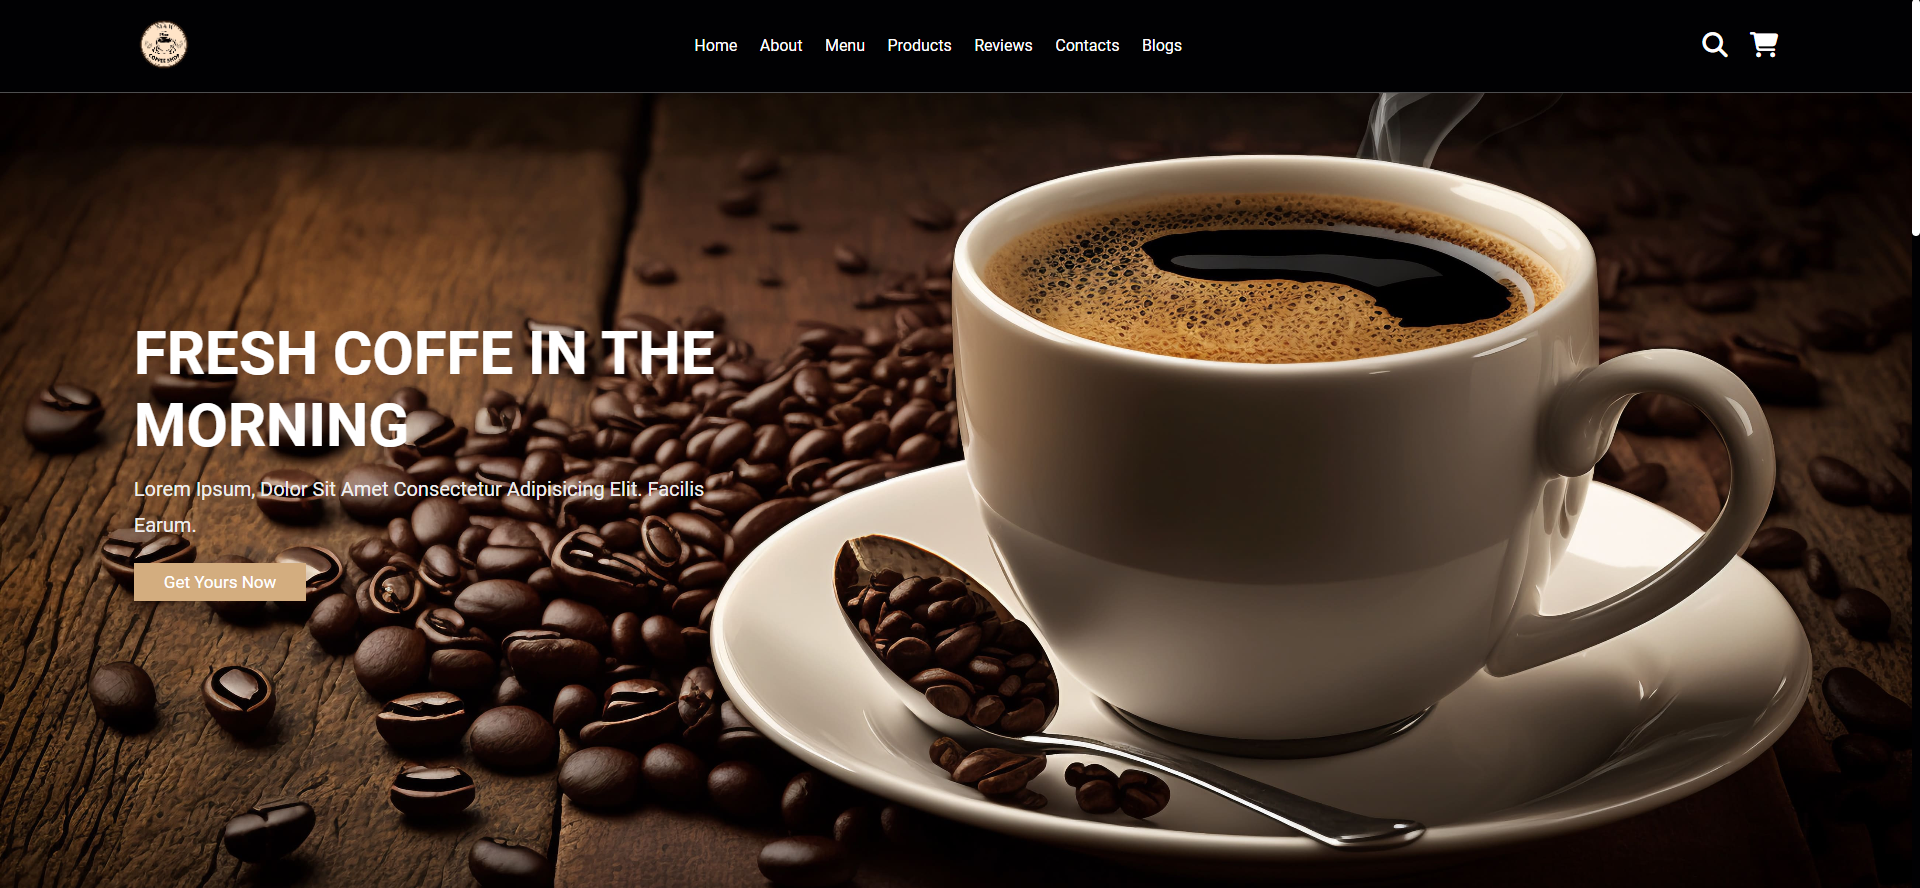 COFFEE SHOP
Home About Menu Products Reviews Contacts Blogs
FRESH COFFE IN THE
MORNING
Lorem Ipsum, Dolor Sit Amet Consectetur Adipisicing Elit. Facilis
Earum.
Get Yours Now